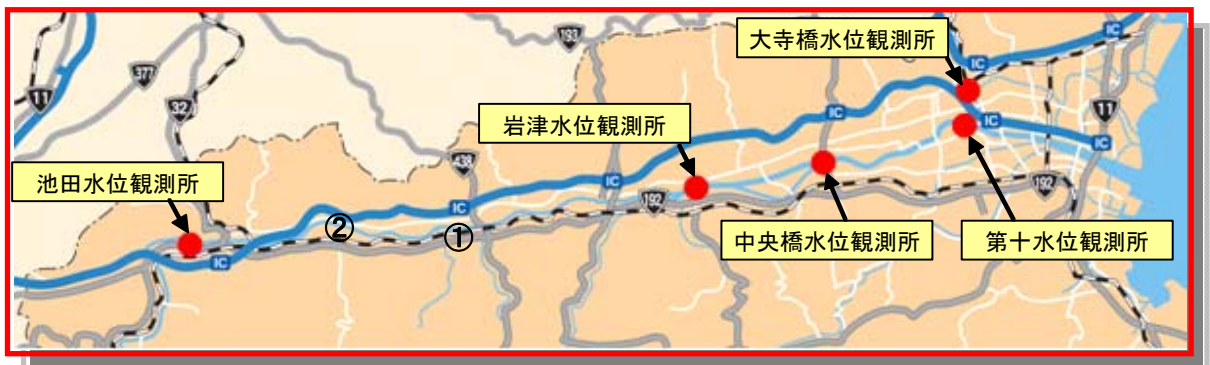 大寺橋水位観測所
193
IC
377
11
32
IC
11
岩津水位観測所
IC
IC
438
IC
池田水位観測所
IC
192
192
②
①
IC
中央橋水位観測所
第十水位観測所